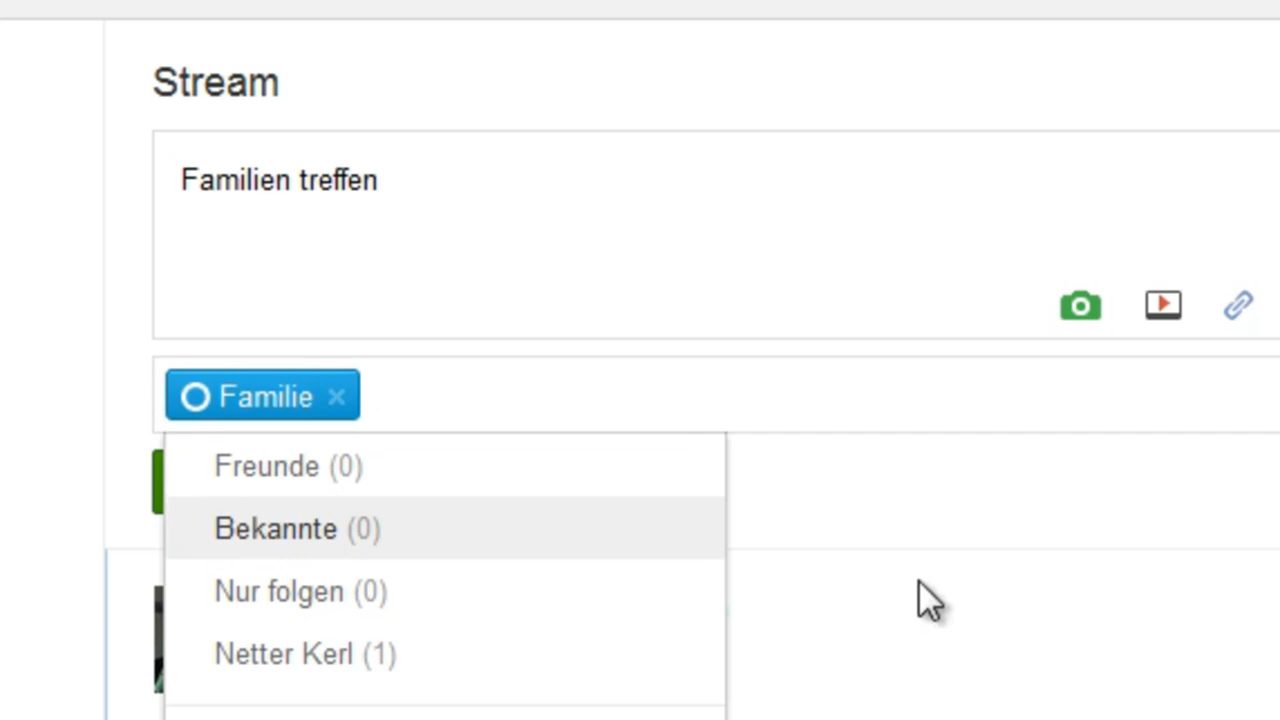 Stream
Familien treffen
Familie ×
Freunde (0)
Bekannte (0)
Nur folgen (0)
Netter Kerl (1)